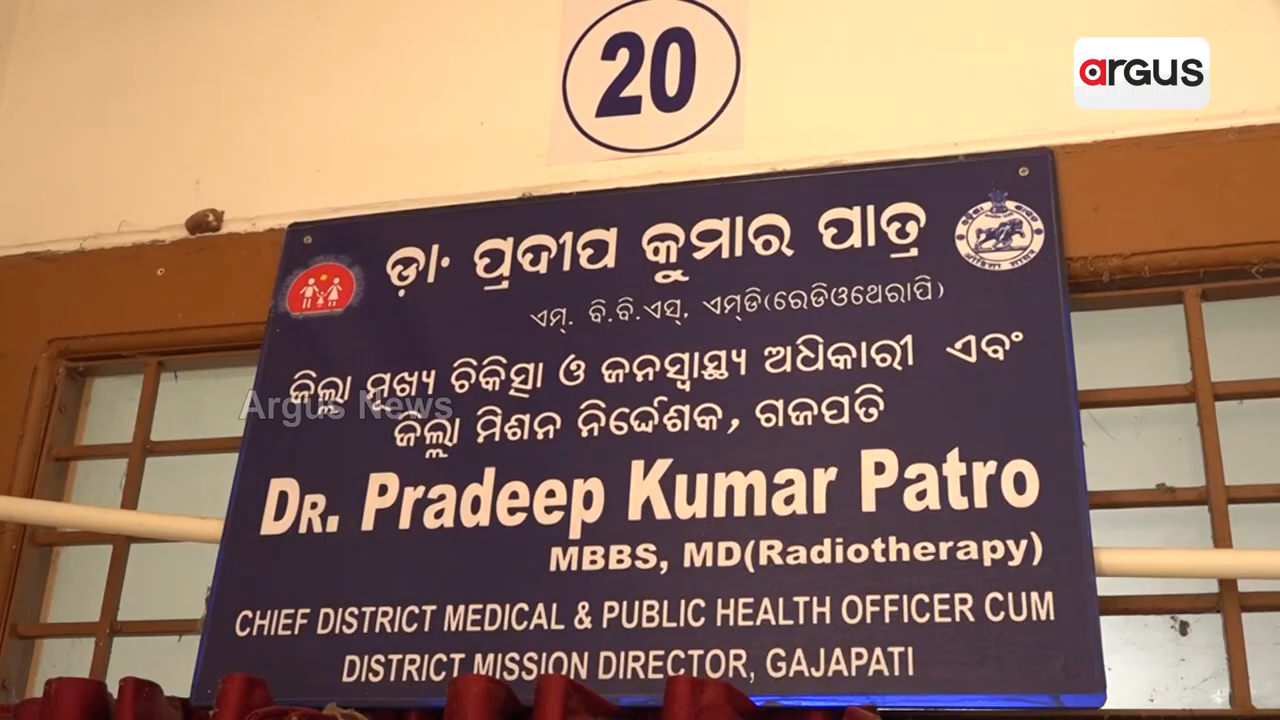 20
argus
ଡ଼ାଃ ପ୍ରଦୀପ କୁମାର ପାତ୍ର
ଏମ୍. ବି.ବି.ଏସ୍, ଏମ୍‌ଡି(ରେଡିଓଥେରାପି)
ଜିଲ୍ଲା ମୁଖ୍ୟ ଚିକିତ୍ସା ଓ ଜନସ୍ୱାସ୍ଥ୍ୟ ଅଧିକାରୀ ଏବଂ
Argus News
ଜିଲ୍ଲା ମିଶନ ନିର୍ଦ୍ଦେଶକ, ଗଜପତି
DR. Pradeep Kumar Patro
MBBS, MD(Radiotherapy)
CHIEF DISTRICT MEDICAL & PUBLIC HEALTH OFFICER CUM
DISTRICT MISSION DIRECTOR, GAJAPATI